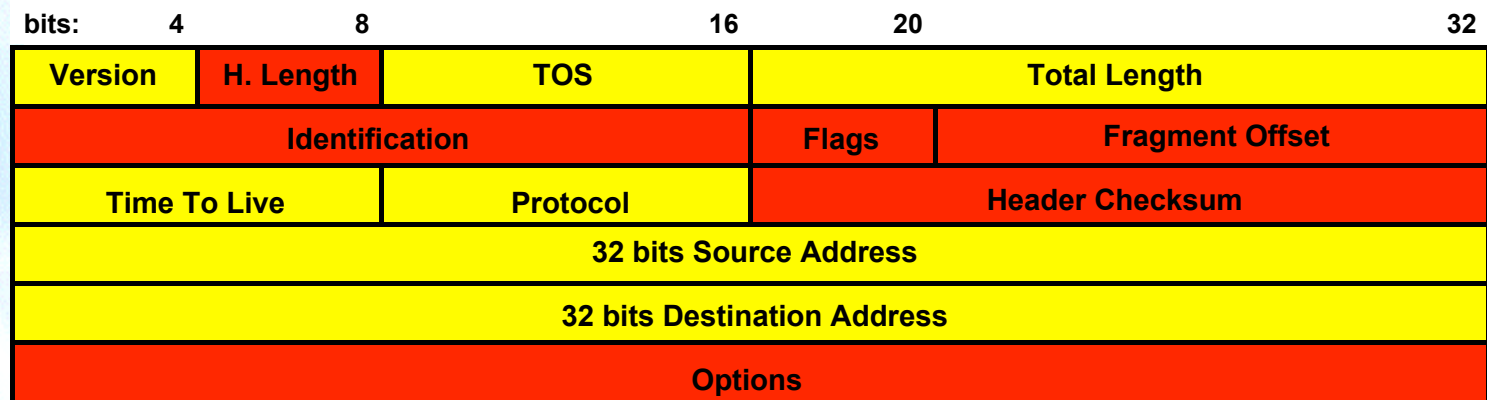 bits: 4 8 16 20 32
Version H. Length TOS Total Length
Identification Flags Fragment Offset
Time To Live Protocol Header Checksum
32 bits Source Address
32 bits Destination Address
Options